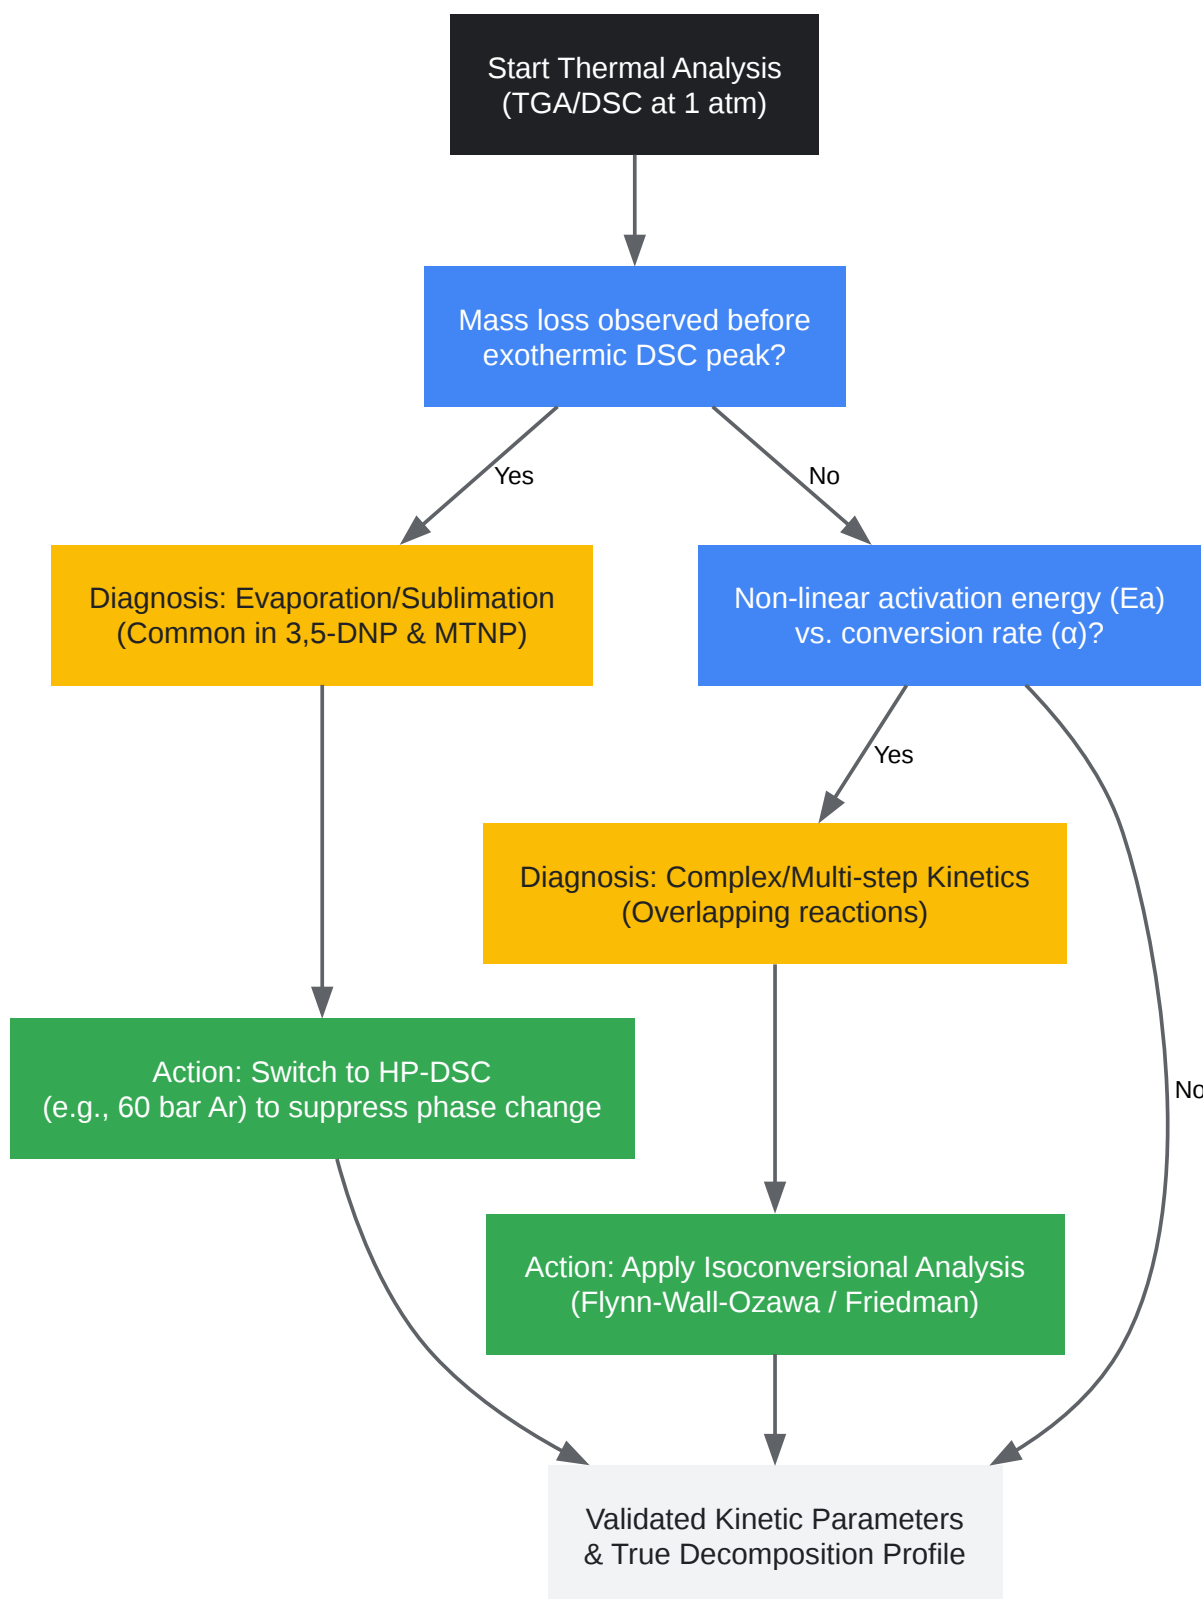 Start Thermal Analysis
(TGA/DSC at 1 atm)
Mass loss observed before
exothermic DSC peak?
Yes
No
Diagnosis: Evaporation/Sublimation
(Common in 3,5-DNP & MTNP)
Non-linear activation energy (Ea)
vs. conversion rate (α)?
Yes
Diagnosis: Complex/Multi-step Kinetics
(Overlapping reactions)
Action: Switch to HP-DSC
(e.g., 60 bar Ar) to suppress phase change
No
Action: Apply Isoconversional Analysis
(Flynn-Wall-Ozawa / Friedman)
Validated Kinetic Parameters
& True Decomposition Profile